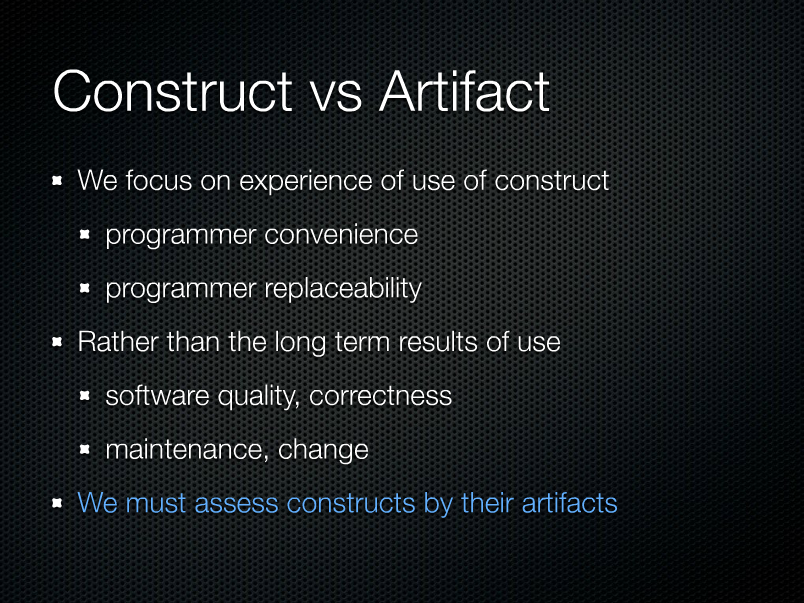 Construct vs Artifact
We focus on experience of use of construct
programmer convenience
programmer replaceability
Rather than the long term results of use
software quality, correctness
maintenance, change
We must assess constructs by their artifacts